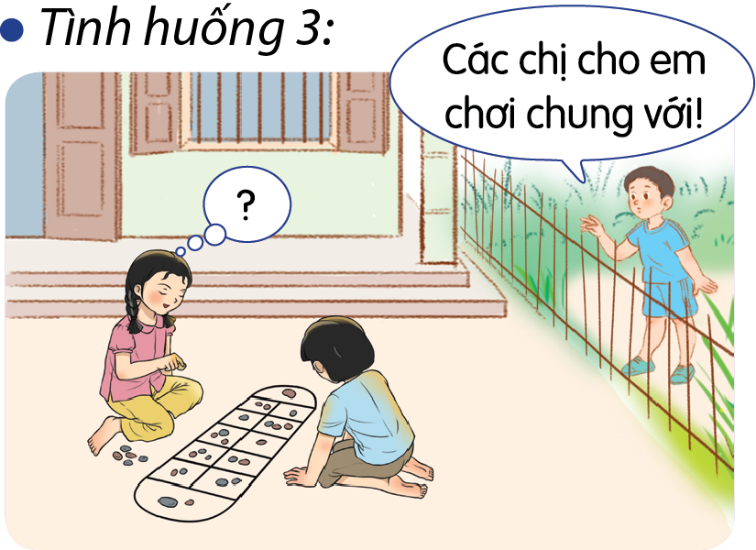 Tình huống 3:
Các chị cho em
chơi chung với!
?